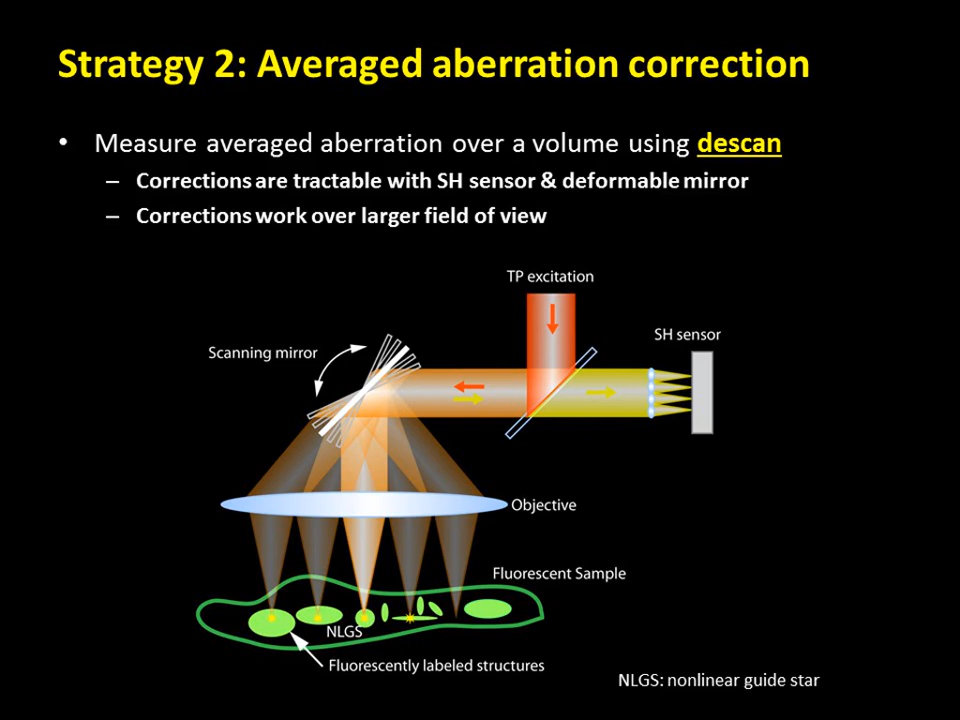 Strategy 2: Averaged aberration correction
• Measure averaged aberration over a volume using descan
– Corrections are tractable with SH sensor & deformable mirror
– Corrections work over larger field of view
TP excitation
SH sensor
Scanning mirror
Objective
Fluorescent Sample
NLGS
Fluorescently labeled structures
NLGS: nonlinear guide star